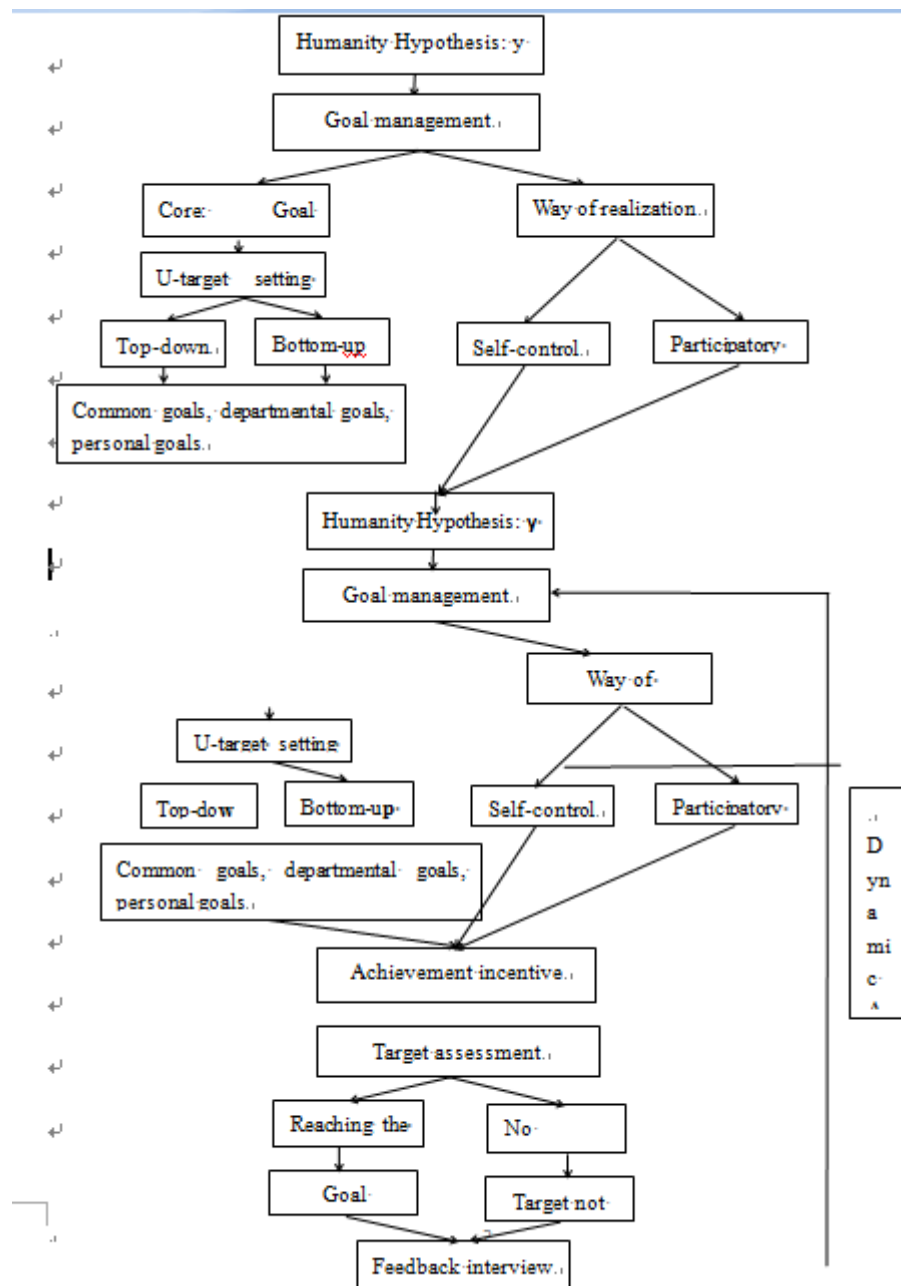 Humanity Hypothesis: y
Goal management.
Core: Goal
Way of realization.
U-target setting
Top-down.
Bottom-up
Self-control.
Participatory
Common goals, departmental goals,
personal goals.
Humanity Hypothesis: y
Goal management.
Way of
U-target setting
Top-dow
Bottom-up
Self-control.
Participatory
Common goals, departmental goals,
personal goals.
D
yn
a
mi
c
Achievement incentive.
Target assessment.
Reaching the
No
Goal
Target not
Feedback interview.